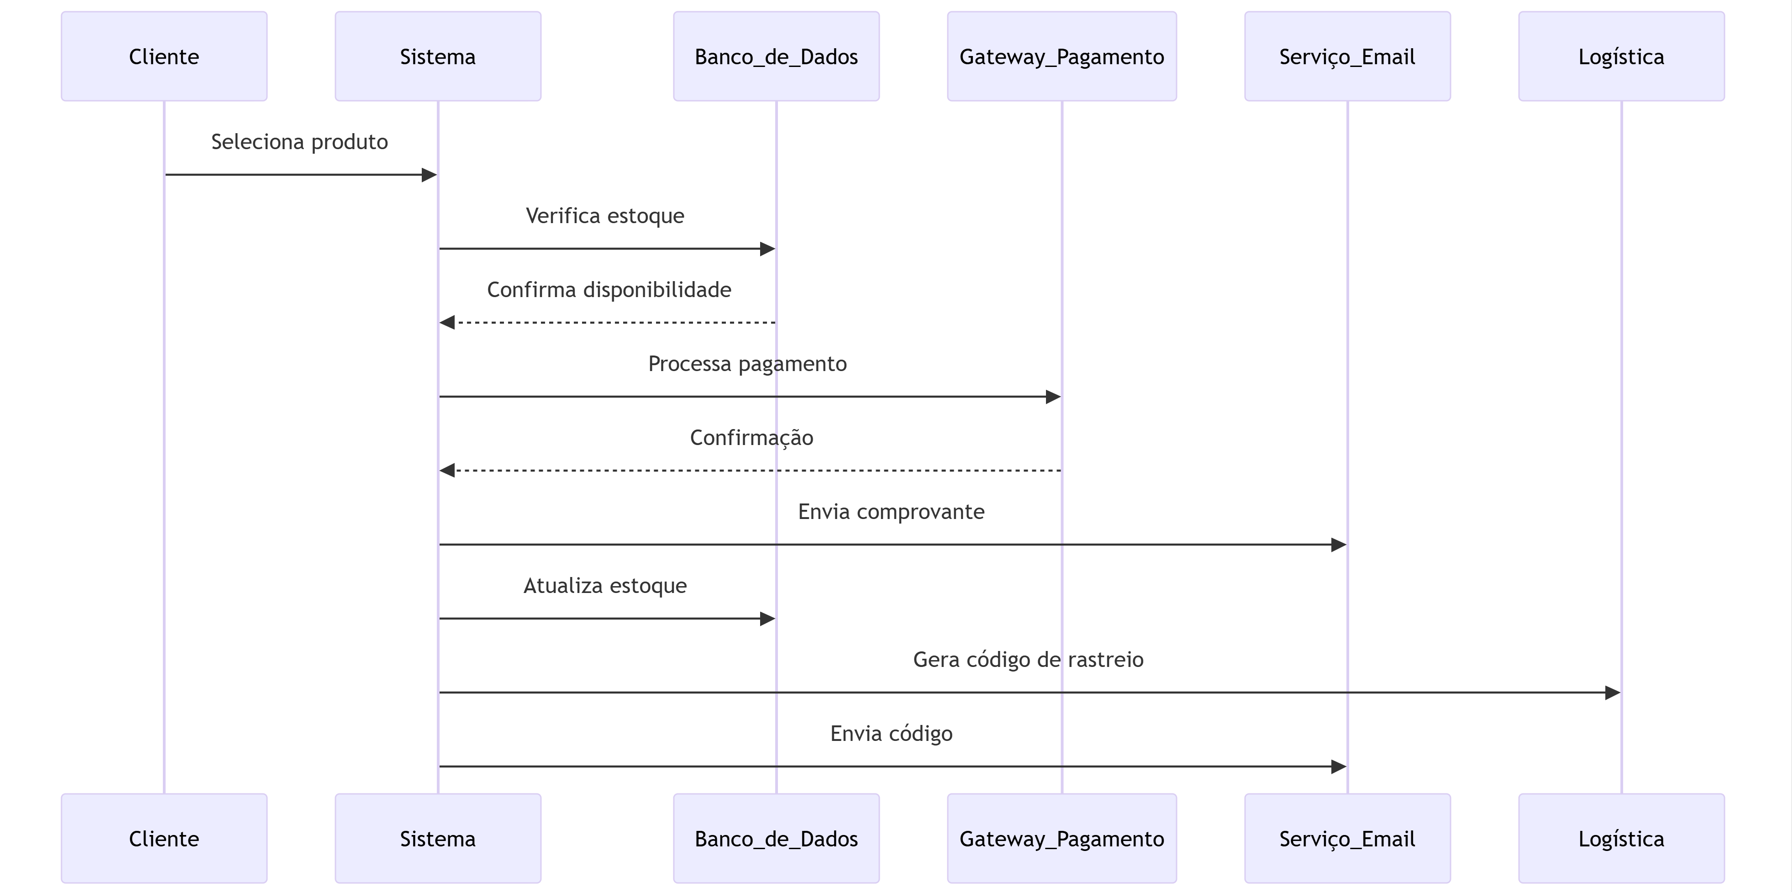 Cliente
Sistema
Banco_de_Dados
Gateway_Pagamento
Serviço_Email
Logística
Seleciona produto
Verifica estoque
Confirma disponibilidade
Processa pagamento
Confirmação
Envia comprovante
Atualiza estoque
Gera código de rastreio
Envia código
Cliente
Sistema
Banco_de_Dados
Gateway_Pagamento
Serviço_Email
Logística